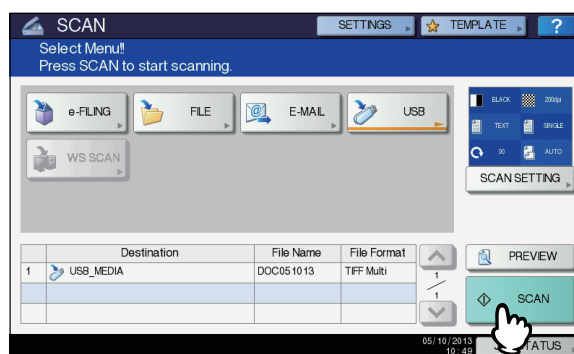 SCAN
SETTINGS
TEMPLATE
?
Select Menu!!
Press SCAN to start scanning.
e-FILING
FILE
E-MAIL
USB
WS SCAN
BLACK
200dpi
TEXT
SINGLE
90
AUTO
SCAN SETTING
Destination File Name File Format
1 USB_MEDIA DOC051013 TIFF Multi
1
1
PREVIEW
SCAN
05/10/2013
10:49
TATUS